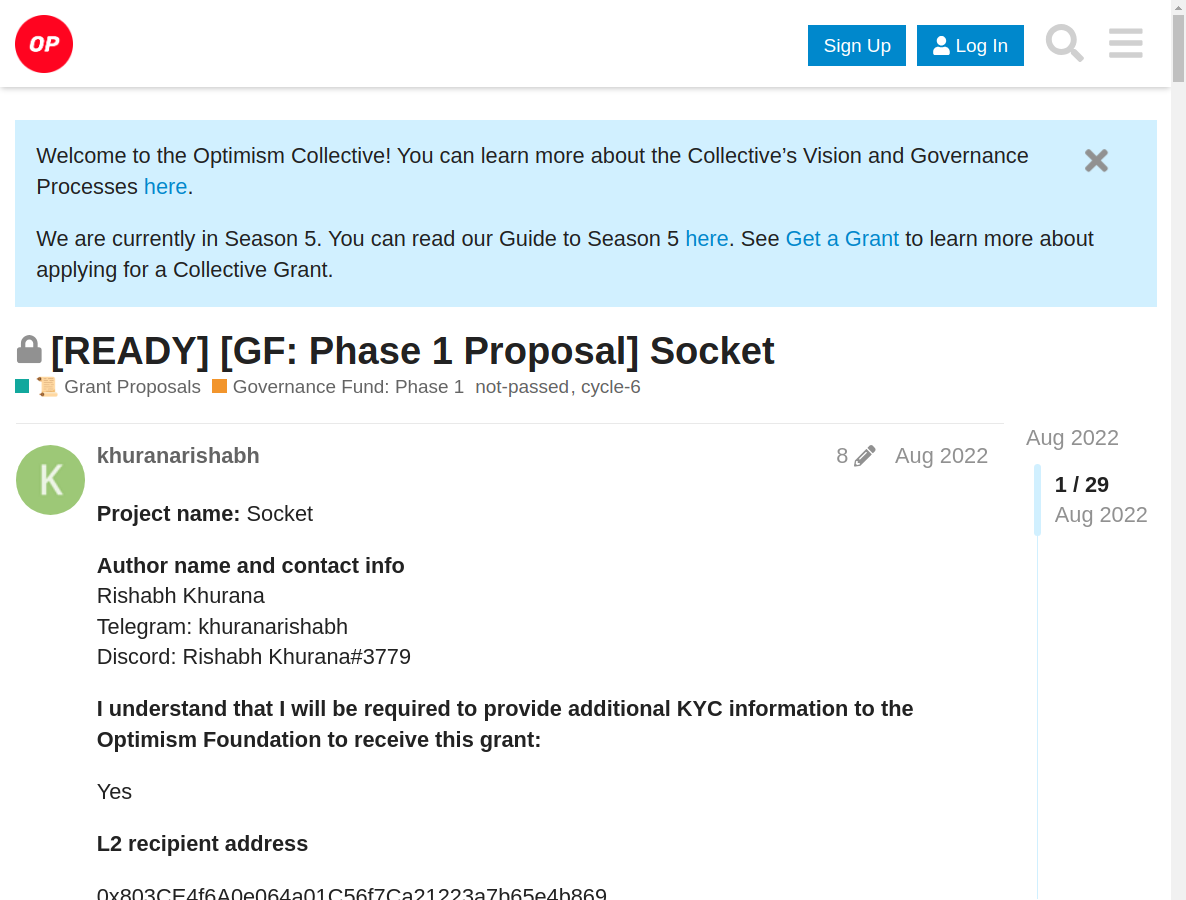 OP
Sign Up
Log In
Welcome to the Optimism Collective! You can learn more about the Collective’s Vision and Governance
Processes here.
We are currently in Season 5. You can read our Guide to Season 5 here. See Get a Grant to learn more about
applying for a Collective Grant.
[READY] [GF: Phase 1 Proposal] Socket
📜 Grant Proposals Governance Fund: Phase 1 not-passed, cycle-6
Aug 2022
K
khuranarishabh 8 Aug 2022
1 / 29
Aug 2022
Project name: Socket
Author name and contact info
Rishabh Khurana
Telegram: khuranarishabh
Discord: Rishabh Khurana#3779
I understand that I will be required to provide additional KYC information to the
Optimism Foundation to receive this grant:
Yes
L2 recipient address
0x803CE4f6A0e064a01C56f7Ca21223a7b65e4b869